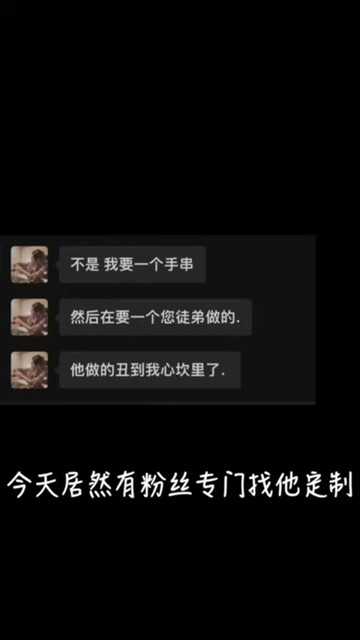 不是 我要一个手串
然后在要一个您徒弟做的.
他做的丑到我心坎里了.
今天居然有粉丝专门找他定制